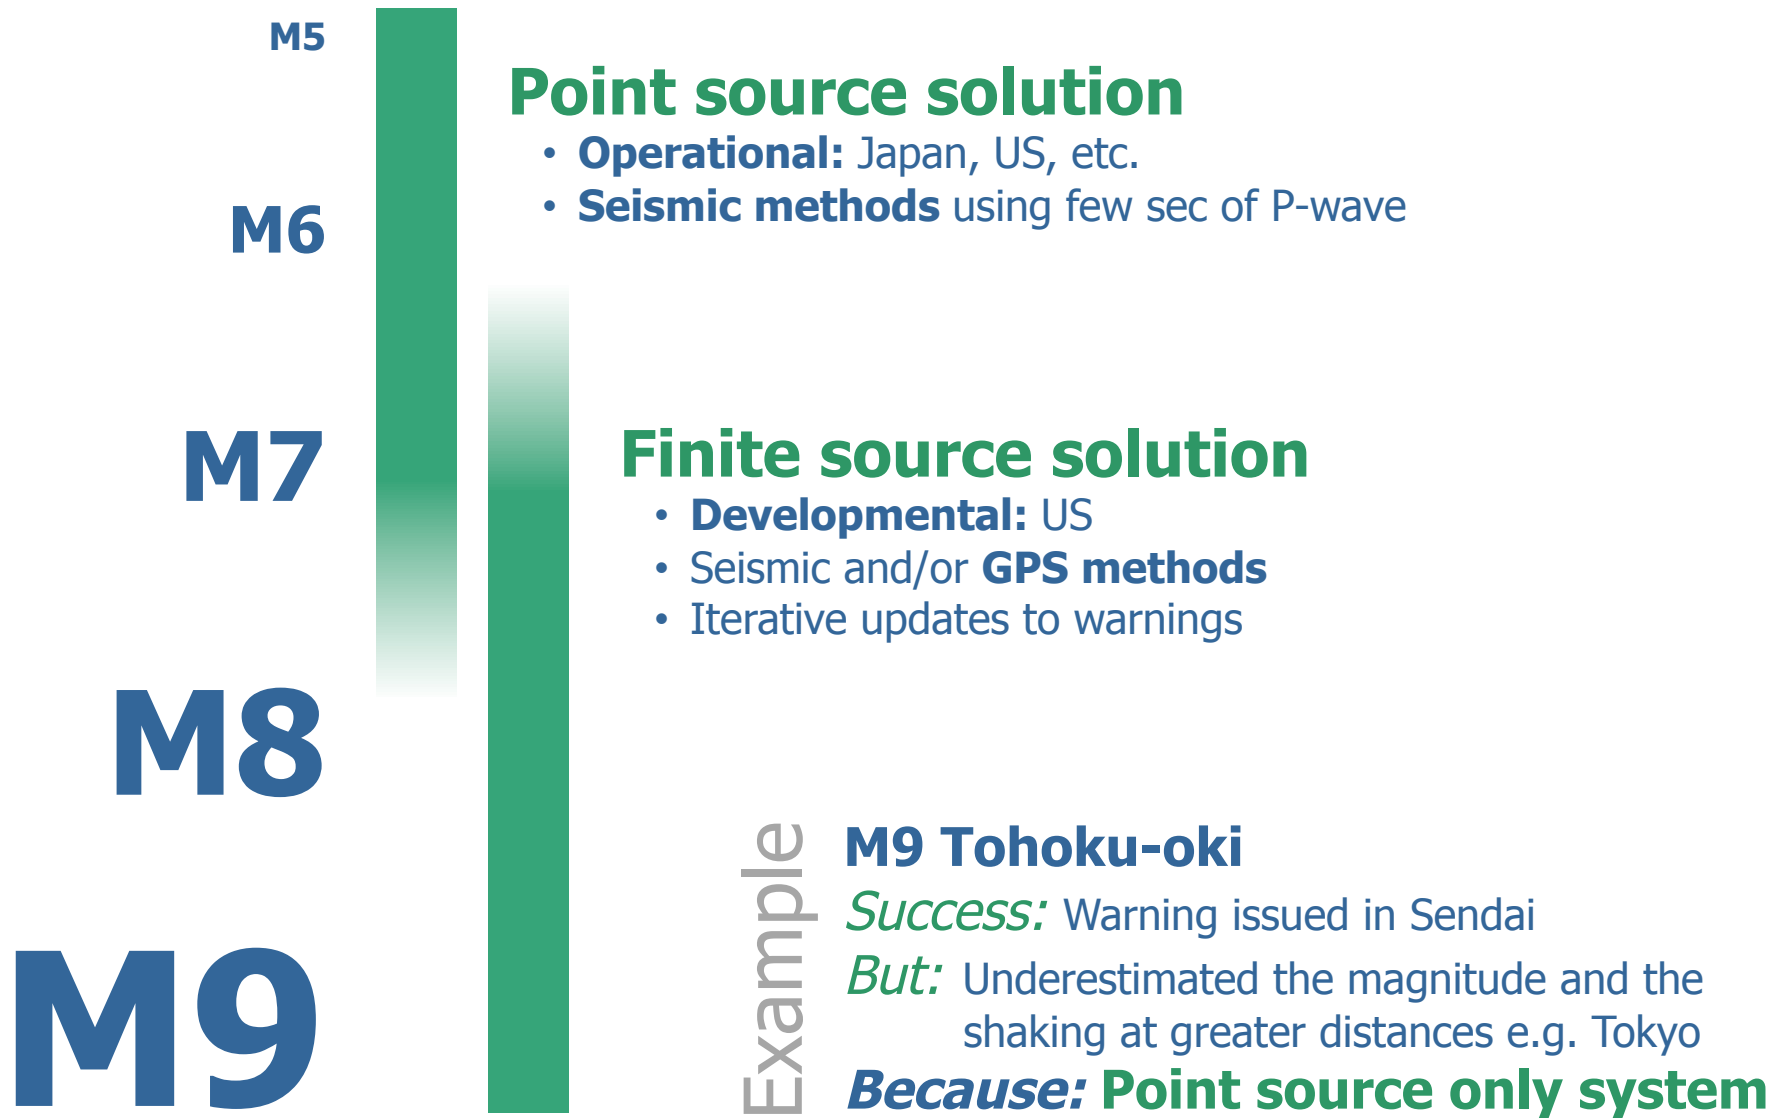 M5
Point source solution
• Operational: Japan, US, etc.
• Seismic methods using few sec of P-wave
M6
M7
Finite source solution
• Developmental: US
• Seismic and/or GPS methods
• Iterative updates to warnings
M8
M9
Example
M9 Tohoku-oki
Success: Warning issued in Sendai
But: Underestimated the magnitude and the
shaking at greater distances e.g. Tokyo
Because: Point source only system